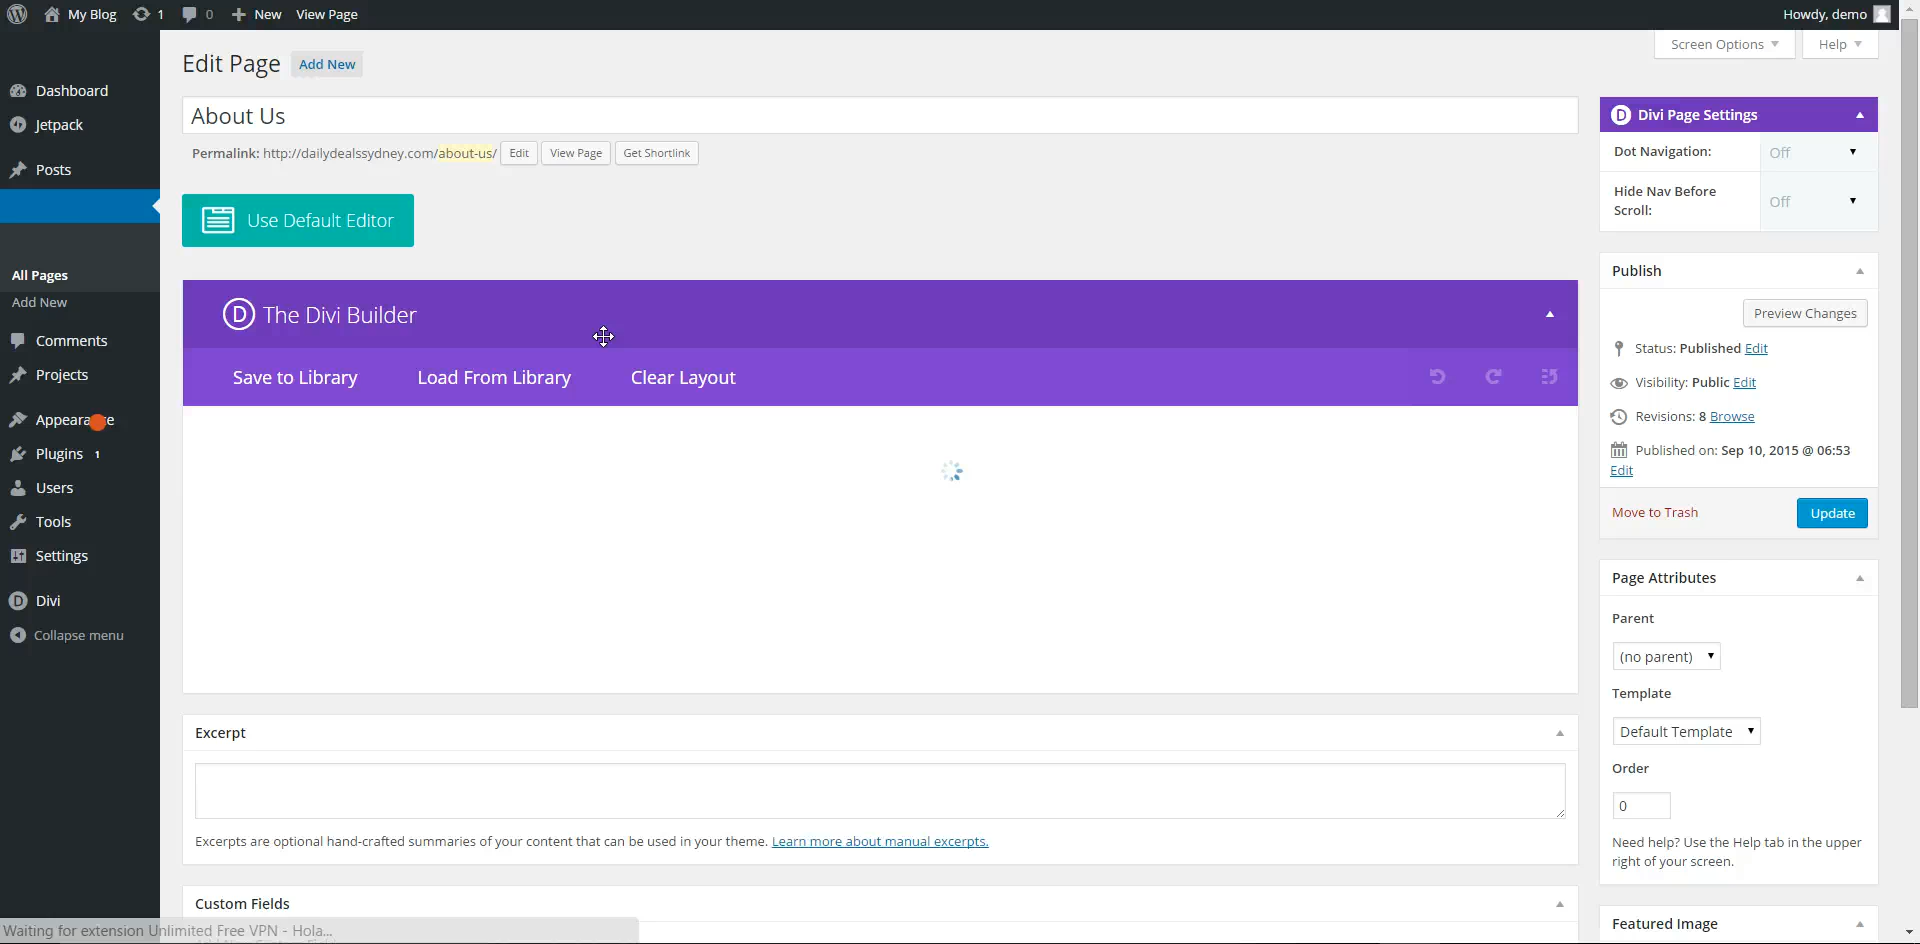 My Blog 1 0 New View Page Howdy, demo
Screen Options Help
Edit Page Add New
About Us
Permalink: http://dailydealssydney.com/about-us/ Edit View Page Get Shortlink
Use Default Editor
D The Divi Builder
Save to Library Load From Library Clear Layout
Excerpt
Excerpts are optional hand-crafted summaries of your content that can be used in your theme. Learn more about manual excerpts.
Custom Fields
Dashboard
Jetpack
Posts
All Pages
Add New
Comments
Projects
Plugins 1
Users
Tools
Settings
D Divi
Collapse menu
D Divi Page Settings
Dot Navigation: Off
Hide Nav Before
Scroll: Off
Publish
Preview Changes
Status: Published Edit
Visibility: Public Edit
Revisions: 8 Browse
Published on: Sep 10, 2015 @ 06:53
Edit
Move to Trash Update
Page Attributes
Parent
(no parent)
Template
Default Template
Order
0
Need help? Use the Help tab in the upper
right of your screen.
Featured Image
Waiting for extension Unlimited Free VPN - Hola...